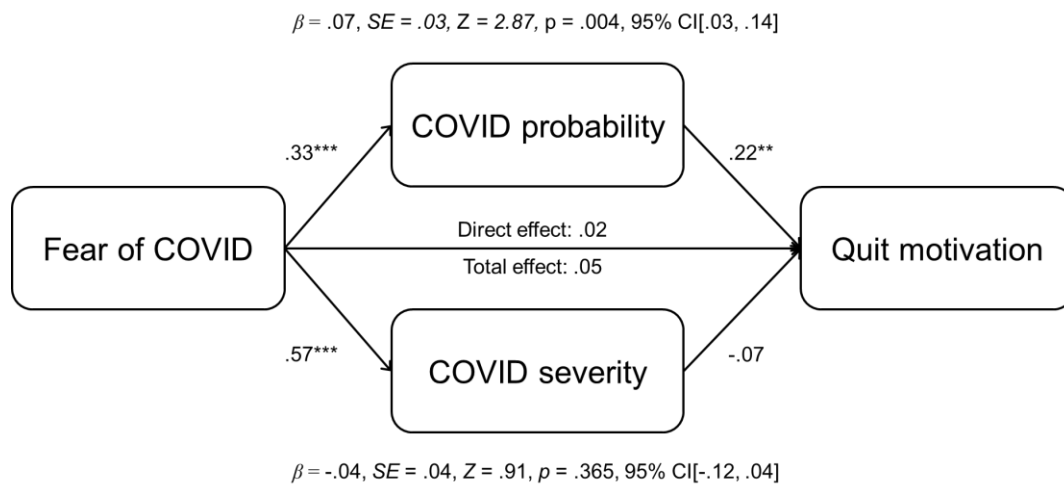 β = .07, SE = .03, Z = 2.87, p = .004, 95% CI[.03, .14]
COVID probability
.33***
.22**
Fear of COVID
Direct effect: .02
Total effect: .05
Quit motivation
.57***
COVID severity
-.07
β = -.04, SE = .04, Z = .91, p = .365, 95% CI[-.12, .04]